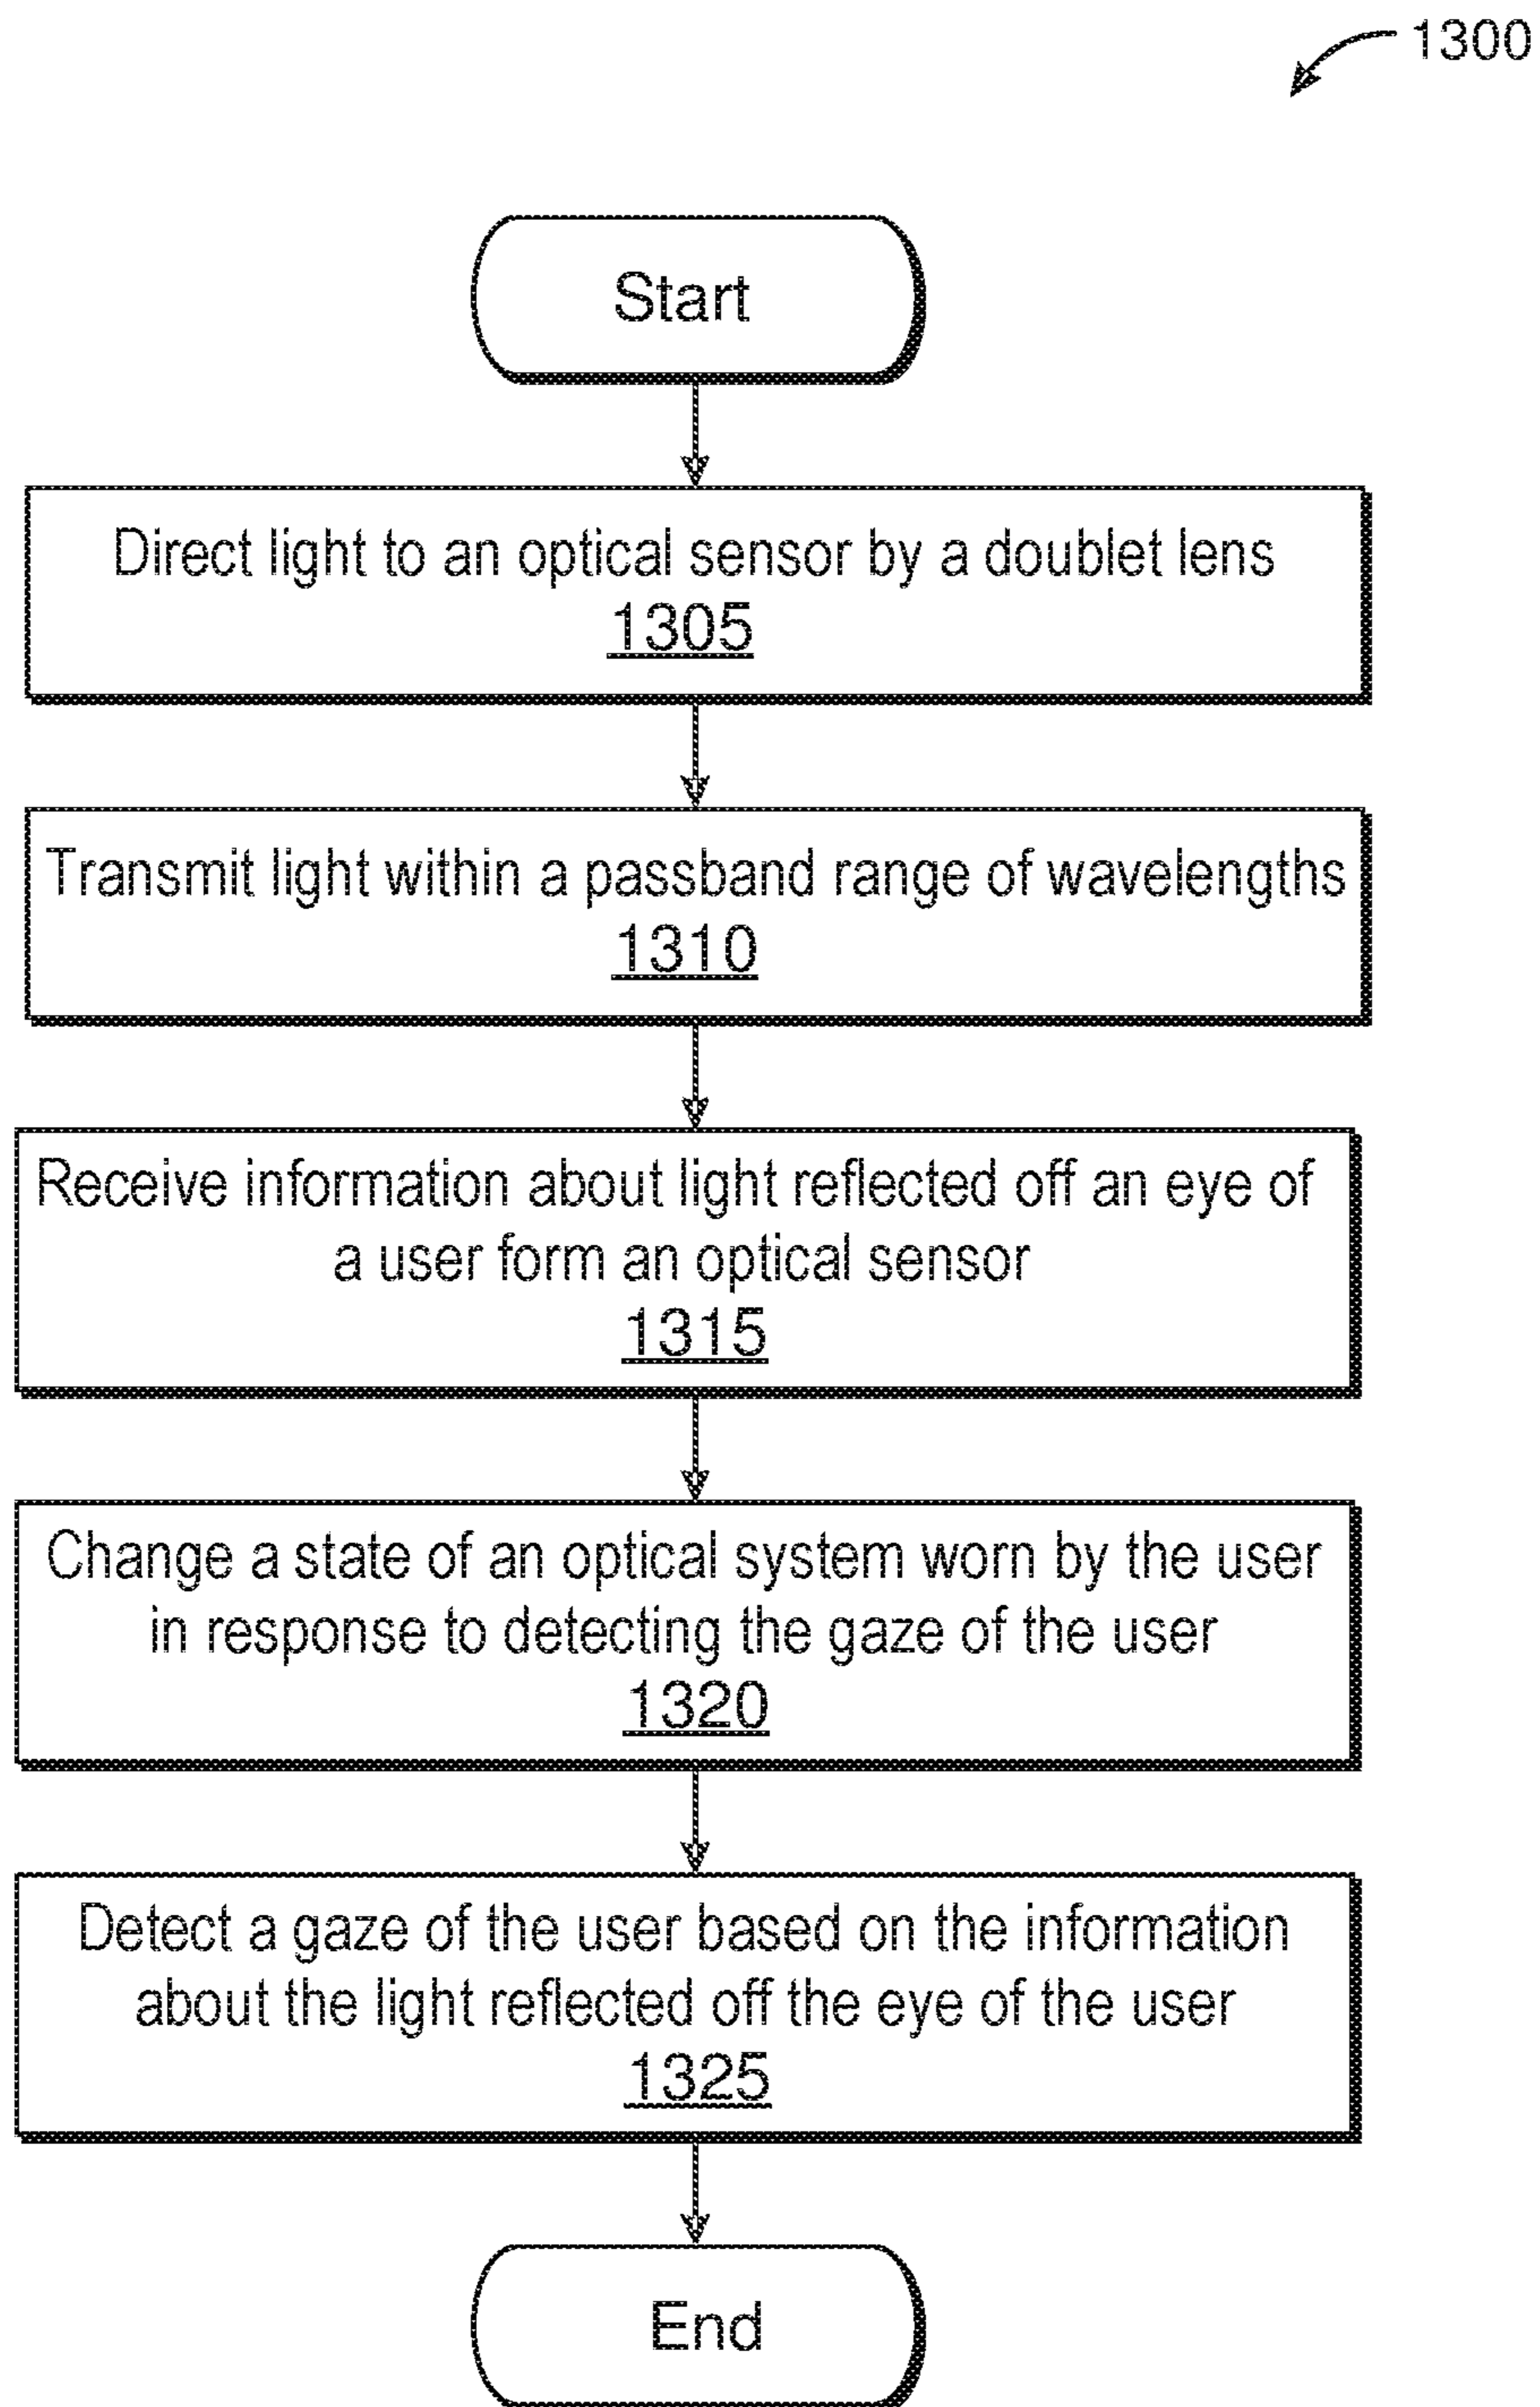 1300
Start
Direct light to an optical sensor by a doublet lens
1305
Transmit light within a passband range of wavelengths
1310
Receive information about light reflected off an eye of
a user form an optical sensor
1315
Change a state of an optical system worn by the user
in response to detecting the gaze of the user
1320
Detect a gaze of the user based on the information
about the light reflected off the eye of the user
1325
End